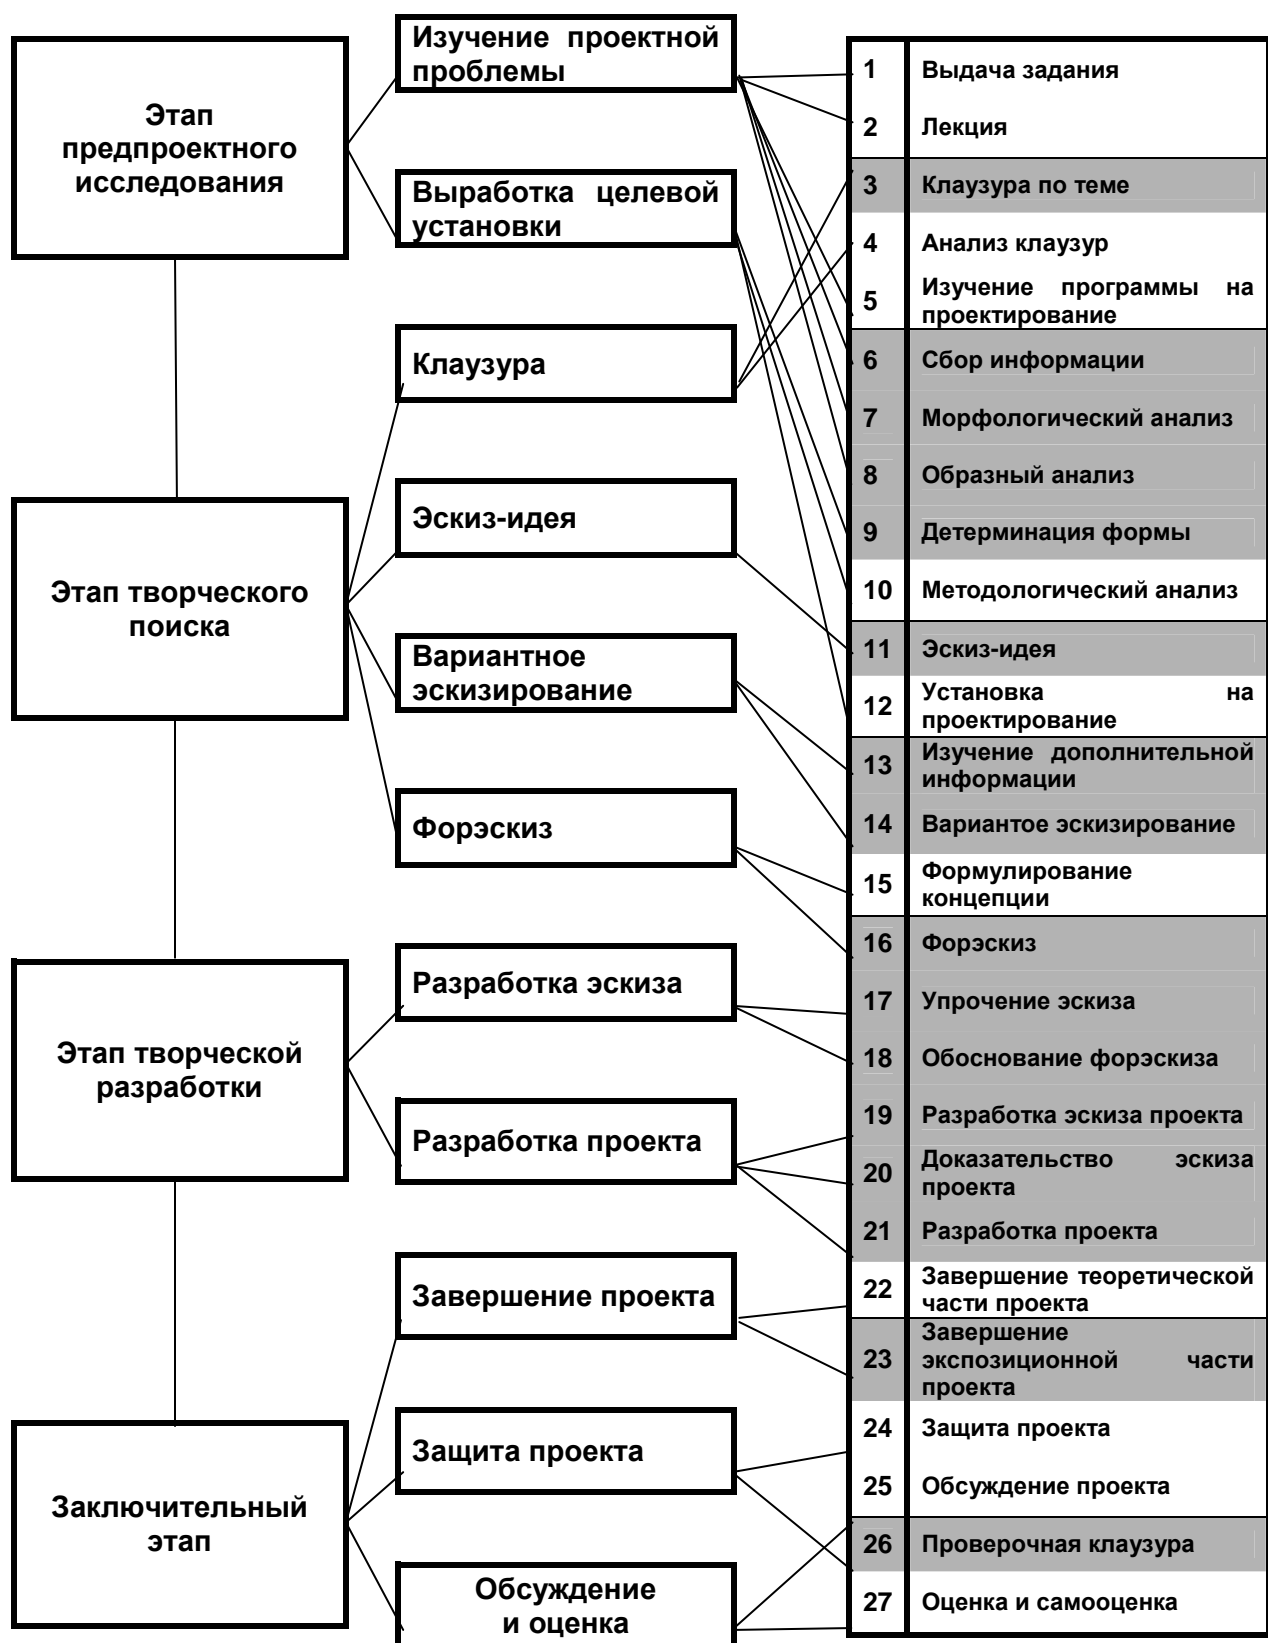 Этап
предпроектного
исследования
Этап творческого
поиска
Этап творческой
разработки
Заключительный
этап
Изучение проектной
проблемы
Выработка целевой
установки
Клаузура
Эскиз-идея
Вариантное
эскизирование
Форэскиз
Разработка эскиза
Разработка проекта
Завершение проекта
Защита проекта
Обсуждение
и оценка
1 Выдача задания
2 Лекция
3 Клаузура по теме
4 Анализ клаузур
5 Изучение программы на
проектирование
6 Сбор информации
7 Морфологический анализ
8 Образный анализ
9 Детерминация формы
10 Методологический анализ
11 Эскиз-идея
12 Установка на
проектирование
13 Изучение дополнительной
информации
14 Вариантое эскизирование
15 Формулирование
концепции
16 Форэскиз
17 Упрочение эскиза
18 Обоснование форэскиза
19 Разработка эскиза проекта
20 Доказательство эскиза
проекта
21 Разработка проекта
22 Завершение теоретической
части проекта
23 Завершение
экспозиционной части
проекта
24 Защита проекта
25 Обсуждение проекта
26 Проверочная клаузура
27 Оценка и самооценка